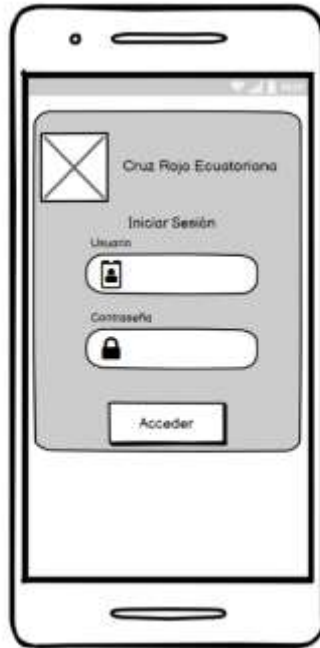 Cruz Roja Ecuatoriana
Iniciar Sesión
Usuario
Contraseña
Acceder